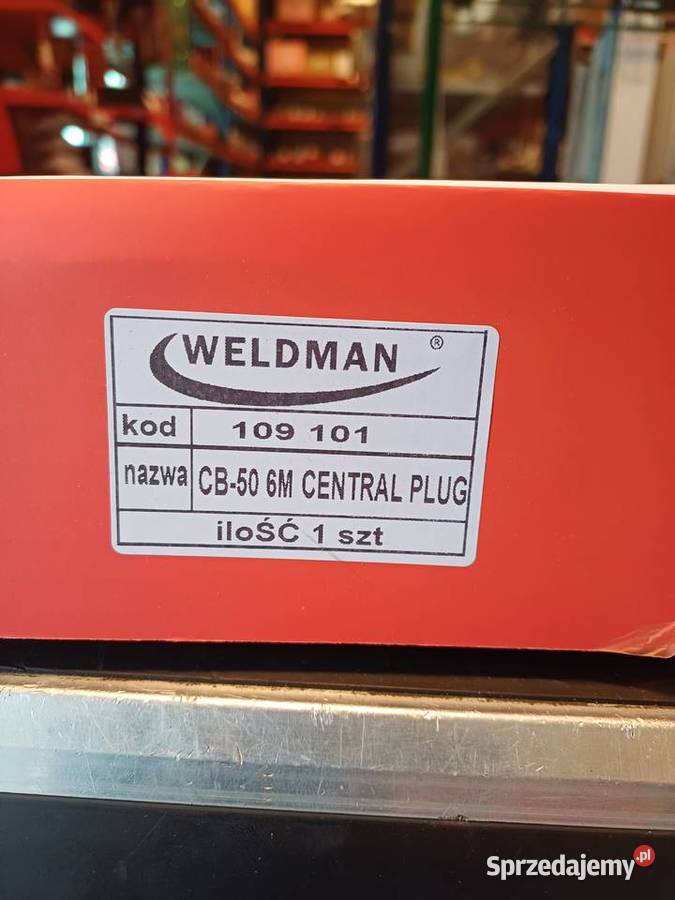 WELDMAN ®
kod 109 101
nazwa CB-50 6M CENTRAL PLUG
iloŚĆ 1 szt
Sprzedajemy.pl